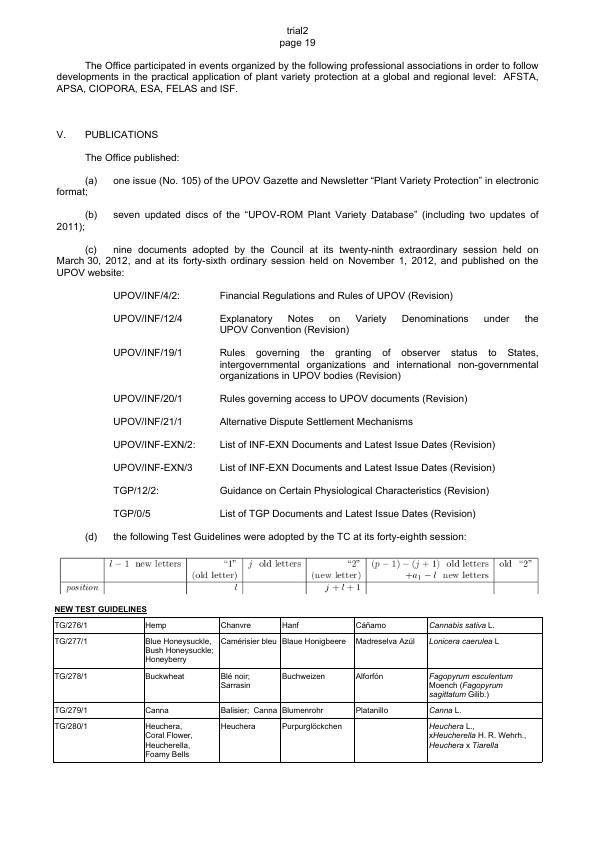 trial2
page 19
The Office participated in events organized by the following professional associations in order to follow
developments in the practical application of plant variety protection at a global and regional level: AFSTA,
APSA, CIOPORA, ESA, FELAS and ISF.
V. PUBLICATIONS
The Office published:
(a) one issue (No. 105) of the UPOV Gazette and Newsletter “Plant Variety Protection” in electronic
format;
(b) seven updated discs of the “UPOV-ROM Plant Variety Database” (including two updates of
2011);
(c) nine documents adopted by the Council at its twenty-ninth extraordinary session held on
March 30, 2012, and at its forty-sixth ordinary session held on November 1, 2012, and published on the
UPOV website:
UPOV/INF/4/2: Financial Regulations and Rules of UPOV (Revision)
UPOV/INF/12/4 Explanatory Notes on Variety Denominations under the
UPOV Convention (Revision)
UPOV/INF/19/1 Rules governing the granting of observer status to States,
intergovernmental organizations and international non-governmental
organizations in UPOV bodies (Revision)
UPOV/INF/20/1 Rules governing access to UPOV documents (Revision)
UPOV/INF/21/1 Alternative Dispute Settlement Mechanisms
UPOV/INF-EXN/2: List of INF-EXN Documents and Latest Issue Dates (Revision)
UPOV/INF-EXN/3 List of INF-EXN Documents and Latest Issue Dates (Revision)
TGP/12/2: Guidance on Certain Physiological Characteristics (Revision)
TGP/0/5 List of TGP Documents and Latest Issue Dates (Revision)
(d) the following Test Guidelines were adopted by the TC at its forty-eighth session:
l − 1 new letters “1” j old letters “2” (p − 1) − (j + 1) old letters old “2”
(old letter) (new letter) +a₁ − l new letters
position l j + l + 1
NEW TEST GUIDELINES
TG/276/1 Hemp Chanvre Hanf Cáñamo Cannabis sativa L.
TG/277/1 Blue Honeysuckle, Camérisier bleu Blaue Honigbeere Madreselva Azúl Lonicera caerulea L
Bush Honeysuckle;
Honeyberry
TG/278/1 Buckwheat Blé noir; Buchweizen Alforfón Fagopyrum esculentum
Sarrasin Moench (Fagopyrum
sagittatum Gilib.)
TG/279/1 Canna Balisier; Canna Blumenrohr Platanillo Canna L.
TG/280/1 Heuchera, Heuchera Purpurglöckchen Heuchera L.,
Coral Flower, xHeucherella H. R. Wehrh.,
Heucherella, Heuchera x Tiarella
Foamy Bells